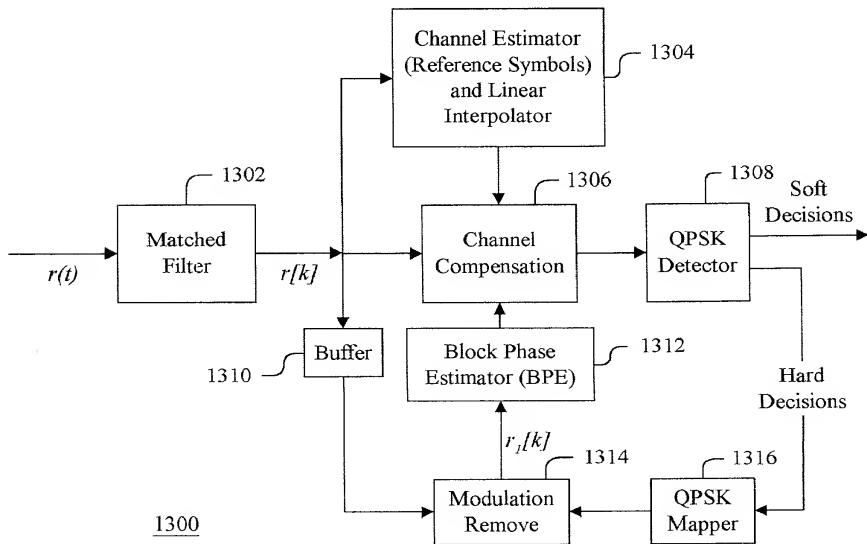 Channel Estimator
(Reference Symbols)
and Linear
Interpolator
1304
1302
1306
1308
Soft
Decisions
Matched
Filter
Channel
Compensation
QPSK
Detector
r(t)
r[k]
1310
Buffer
Block Phase
Estimator (BPE)
1312
Hard
Decisions
r1[k]
1314
1316
Modulation
Remove
QPSK
Mapper
1300